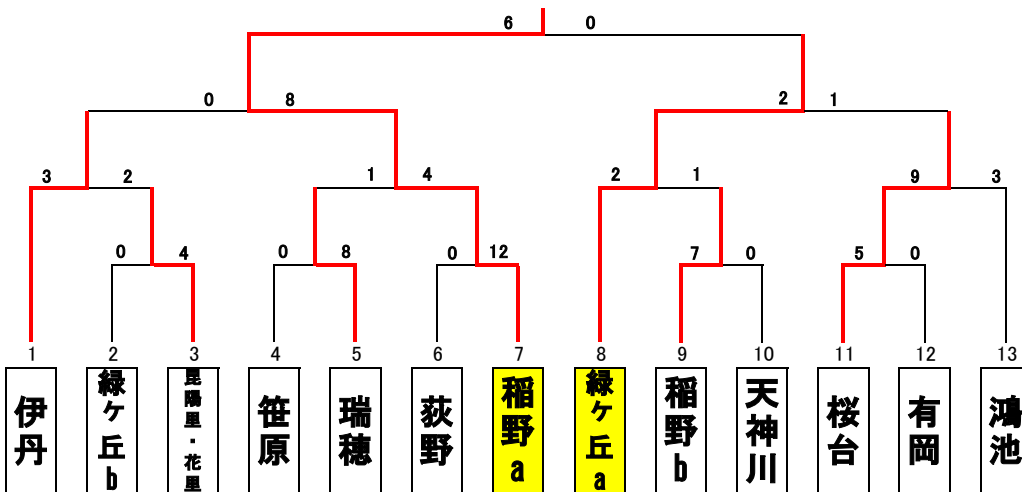 6 0
0 8 2 1
3 2 1 4 2 1 9 3
0 4 0 8 0 12 7 0 5 0
1 2 3 4 5 6 7 8 9 10 11 12 13
伊丹
緑ケ丘b
昆陽里・花里
笹原
瑞穂
荻野
稲野a
緑ケ丘a
稲野b
天神川
桜台
有岡
鴻池